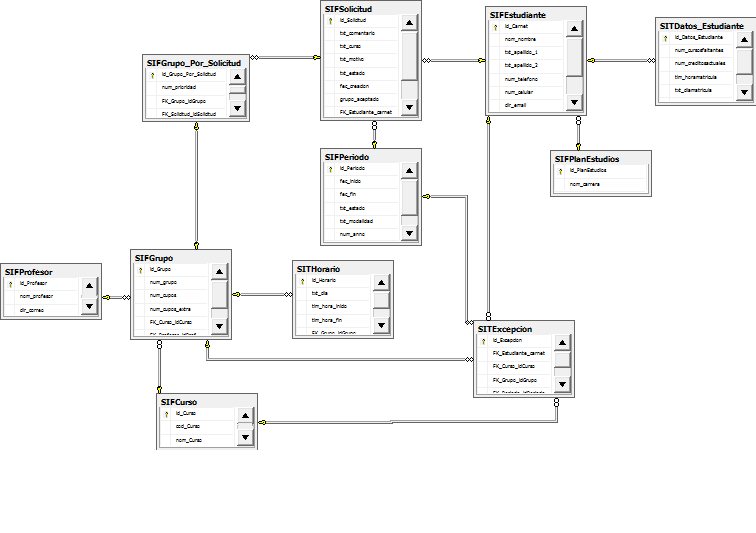 SIFSolicitud
id_Solicitud
txt_comentario
txt_curso
txt_motivo
txt_estado
fec_creacion
grupo_aceptado
FK_Estudiante_carnet
SIFEstudiante
id_Carnet
nom_nombre
txt_apellido_1
txt_apellido_2
num_telefono
num_celular
dir_email
SITDatos_Estudiante
id_Datos_Estudiante
num_cursosfaltantes
num_creditosactuales
tim_horamatricula
txt_diamatricula
SIFGrupo_Por_Solicitud
id_Grupo_Por_Solicitud
num_prioridad
FK_Grupo_idGrupo
FK_Solicitud_idSolicitud
SIFPeriodo
id_Periodo
fec_inicio
fec_fin
txt_estado
txt_modalidad
num_anno
SIFPlanEstudios
id_PlanEstudios
nom_carrera
SIFProfesor
id_Profesor
nom_profesor
dir_correo
SIFGrupo
id_Grupo
num_grupo
num_cupos
num_cupos_extra
FK_Curso_idCurso
SITHorario
id_Horario
txt_dia
tim_hora_inicio
tim_hora_fin
FK_Grupo_idGrupo
SITExcepcion
id_Excepcion
FK_Estudiante_carnet
FK_Curso_idCurso
FK_Grupo_idGrupo
SIFCurso
id_Curso
cod_Curso
nom_Curso